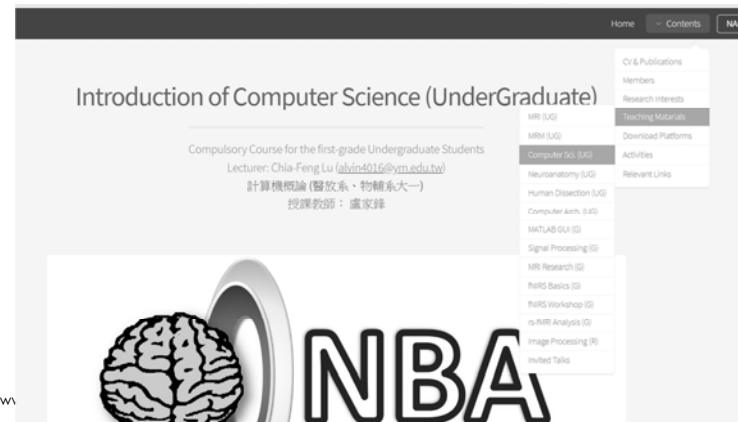 Home
Contents
NA
Introduction of Computer Science (UnderGraduate)
Compulsory Course for the first-grade Undergraduate Students
Lecturer: Chia-Feng Lu (alvin4016@ym.edu.tw)
計算機概論 (醫放系、物輔系大一)
授課教師： 盧家鋒
CV & Publications
Members
Research Interests
Teaching Matarials
Download Platforms
Activities
Relevant Links
MRI (UG)
MRM (UG)
Computer Sci. (UG)
Neuroanatomy (UG)
Human Dissection (UG)
Computer Arch. (UG)
MATLAB GUI (G)
Signal Processing (G)
MRI Research (G)
fNIRS Basics (G)
fNIRS Workshop (G)
rs-fMRI Analysis (G)
Image Processing (R)
Invited Talks
NBA